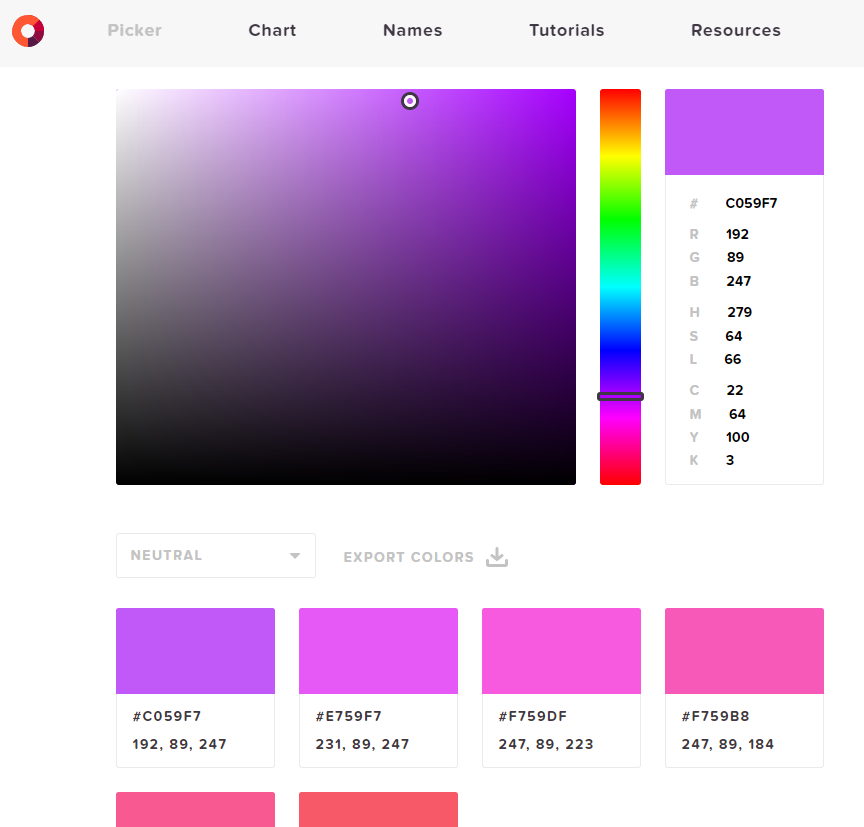 Picker Chart Names Tutorials Resources
# C059F7
R 192
G 89
B 247
H 279
S 64
L 66
C 22
M 64
Y 100
K 3
NEUTRAL EXPORT COLORS
#C059F7 #E759F7 #F759DF #F759B8
192, 89, 247 231, 89, 247 247, 89, 223 247, 89, 184